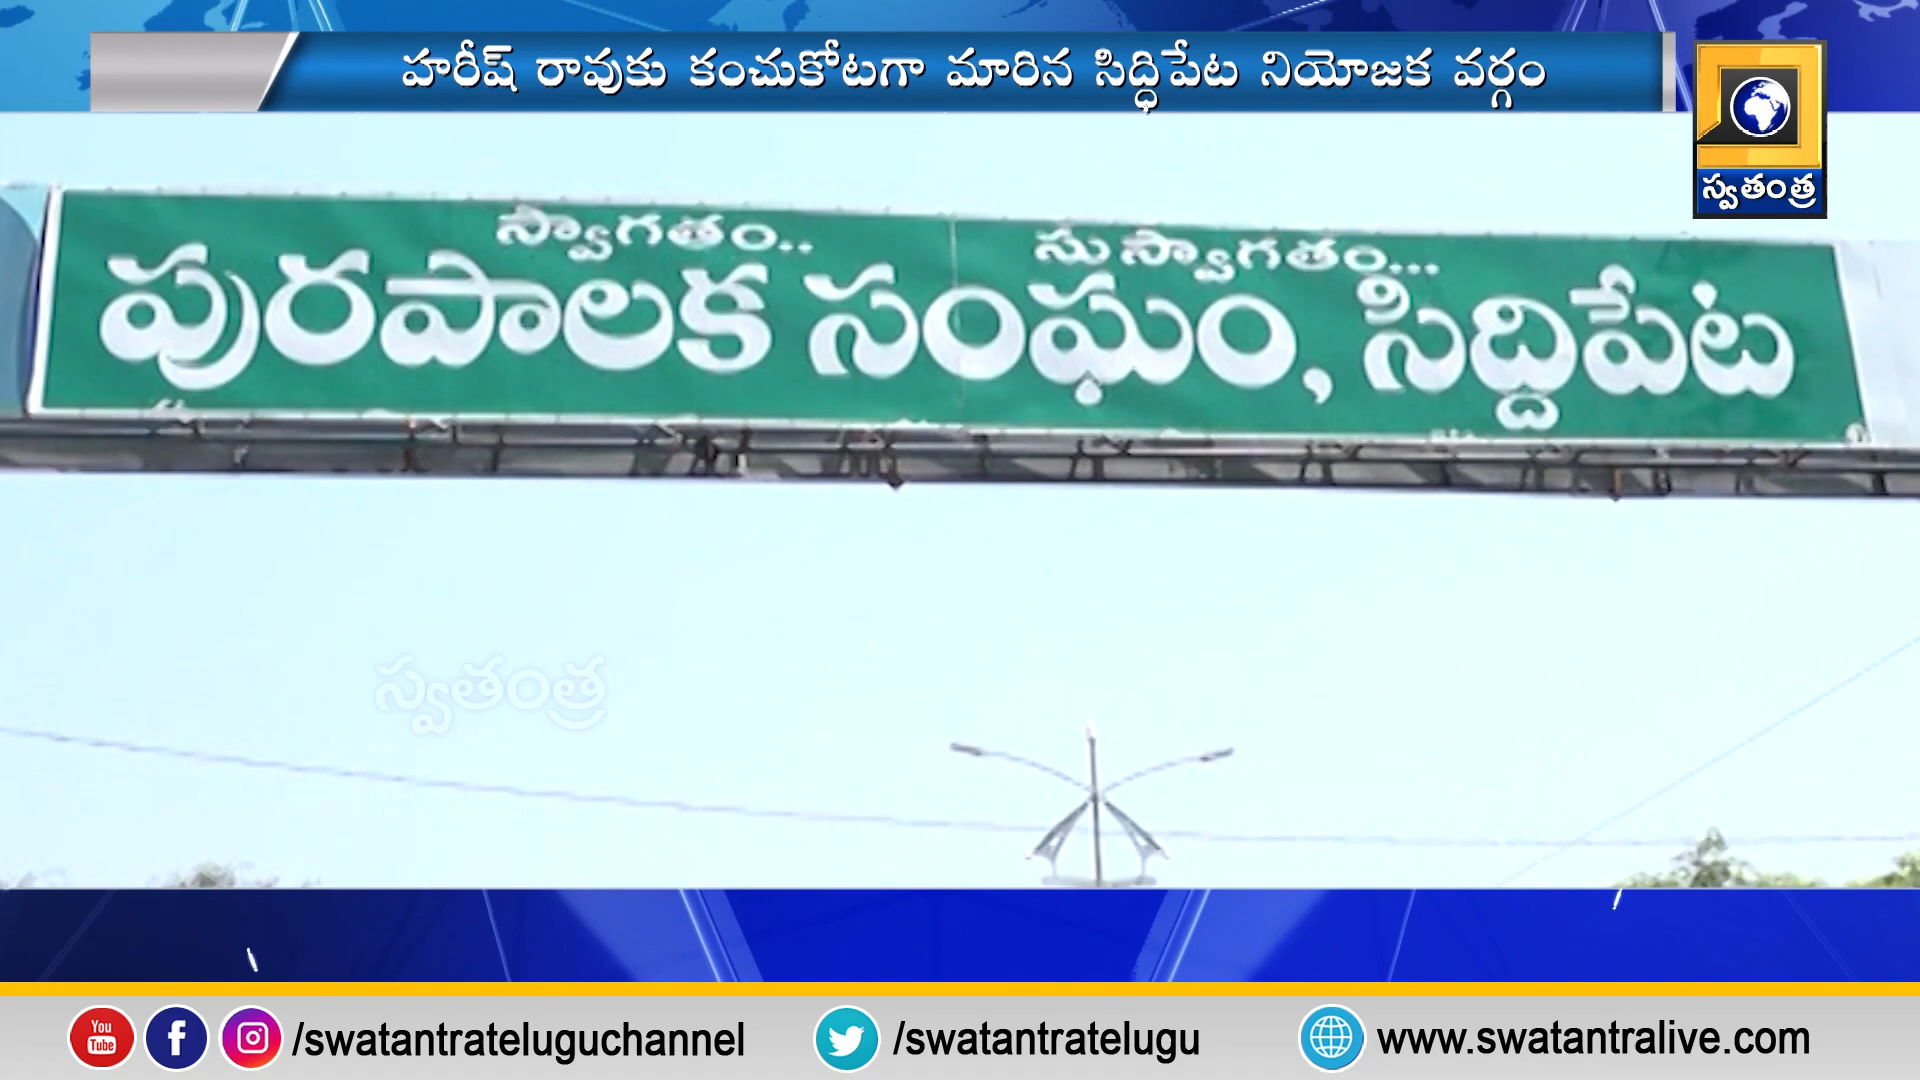 హరీష్ రావుకు కంచుకోటగా మారిన సిద్ధిపేట నియోజక వర్గం
స్వతంత్ర
స్వాగతం.. సుస్వాగతం...
పురపాలక సంఘం, సిద్దిపేట
స్వతంత్ర
You Tube /swatantrateluguchannel /swatantratelugu www.swatantralive.com